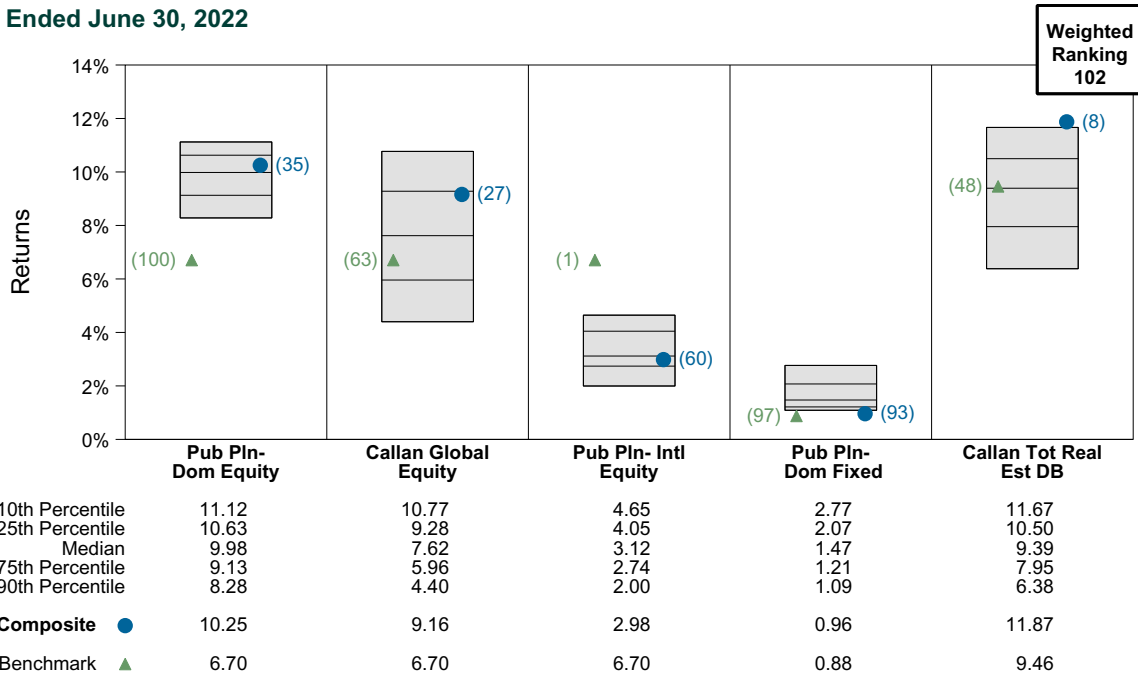 Ended June 30, 2022
Weighted
Ranking
102
14%
12%
10%
8%
6%
4%
2%
0%
Returns
(100)
(35)
(63)
(27)
(1)
(60)
(97)
(93)
(48)
(8)
Pub Pln-
Dom Equity
Callan Global
Equity
Pub Pln- Intl
Equity
Pub Pln-
Dom Fixed
Callan Tot Real
Est DB
10th Percentile 11.12 10.77 4.65 2.77 11.67
25th Percentile 10.63 9.28 4.05 2.07 10.50
Median 9.98 7.62 3.12 1.47 9.39
75th Percentile 9.13 5.96 2.74 1.21 7.95
90th Percentile 8.28 4.40 2.00 1.09 6.38
Composite 10.25 9.16 2.98 0.96 11.87
Benchmark 6.70 6.70 6.70 0.88 9.46